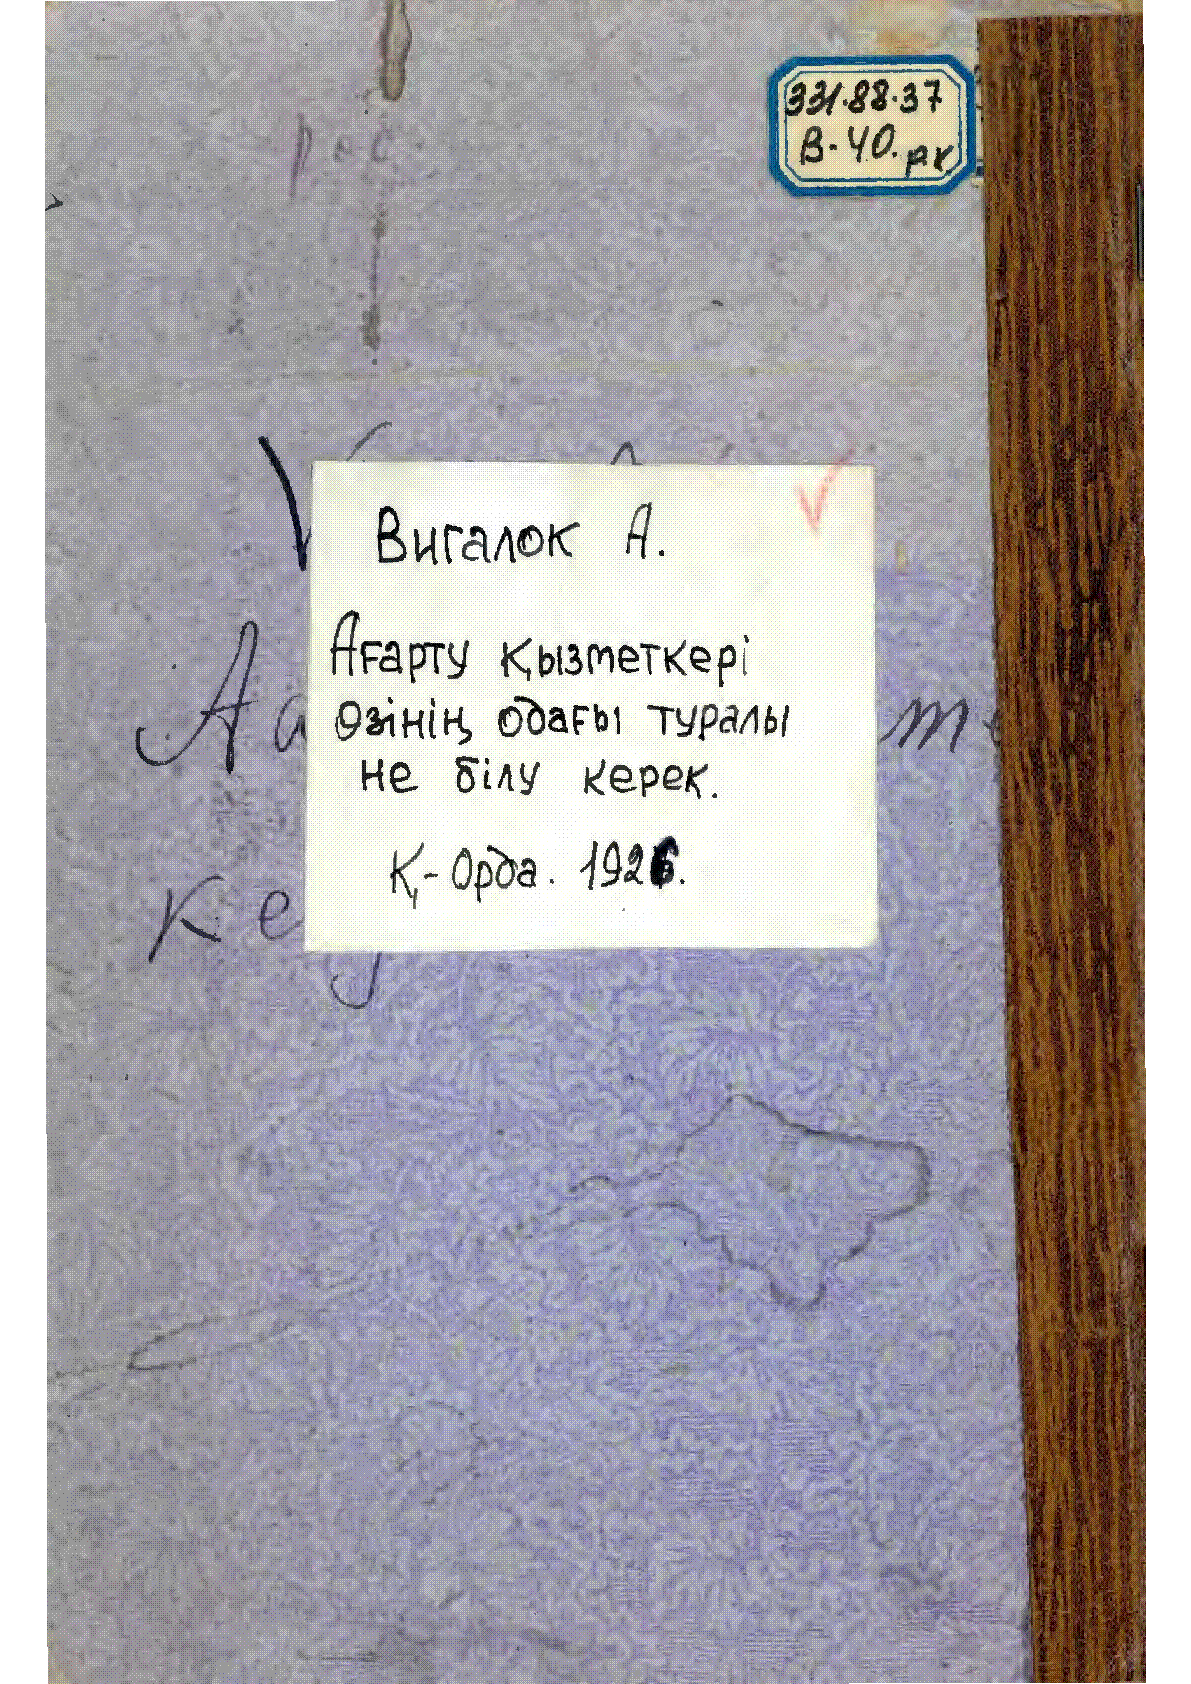 331.88.37
В-40. рк
Вигалок А.
Ағарту қызметкері
өзінің одағы туралы
не білу керек.
Қ-Орда. 1926.